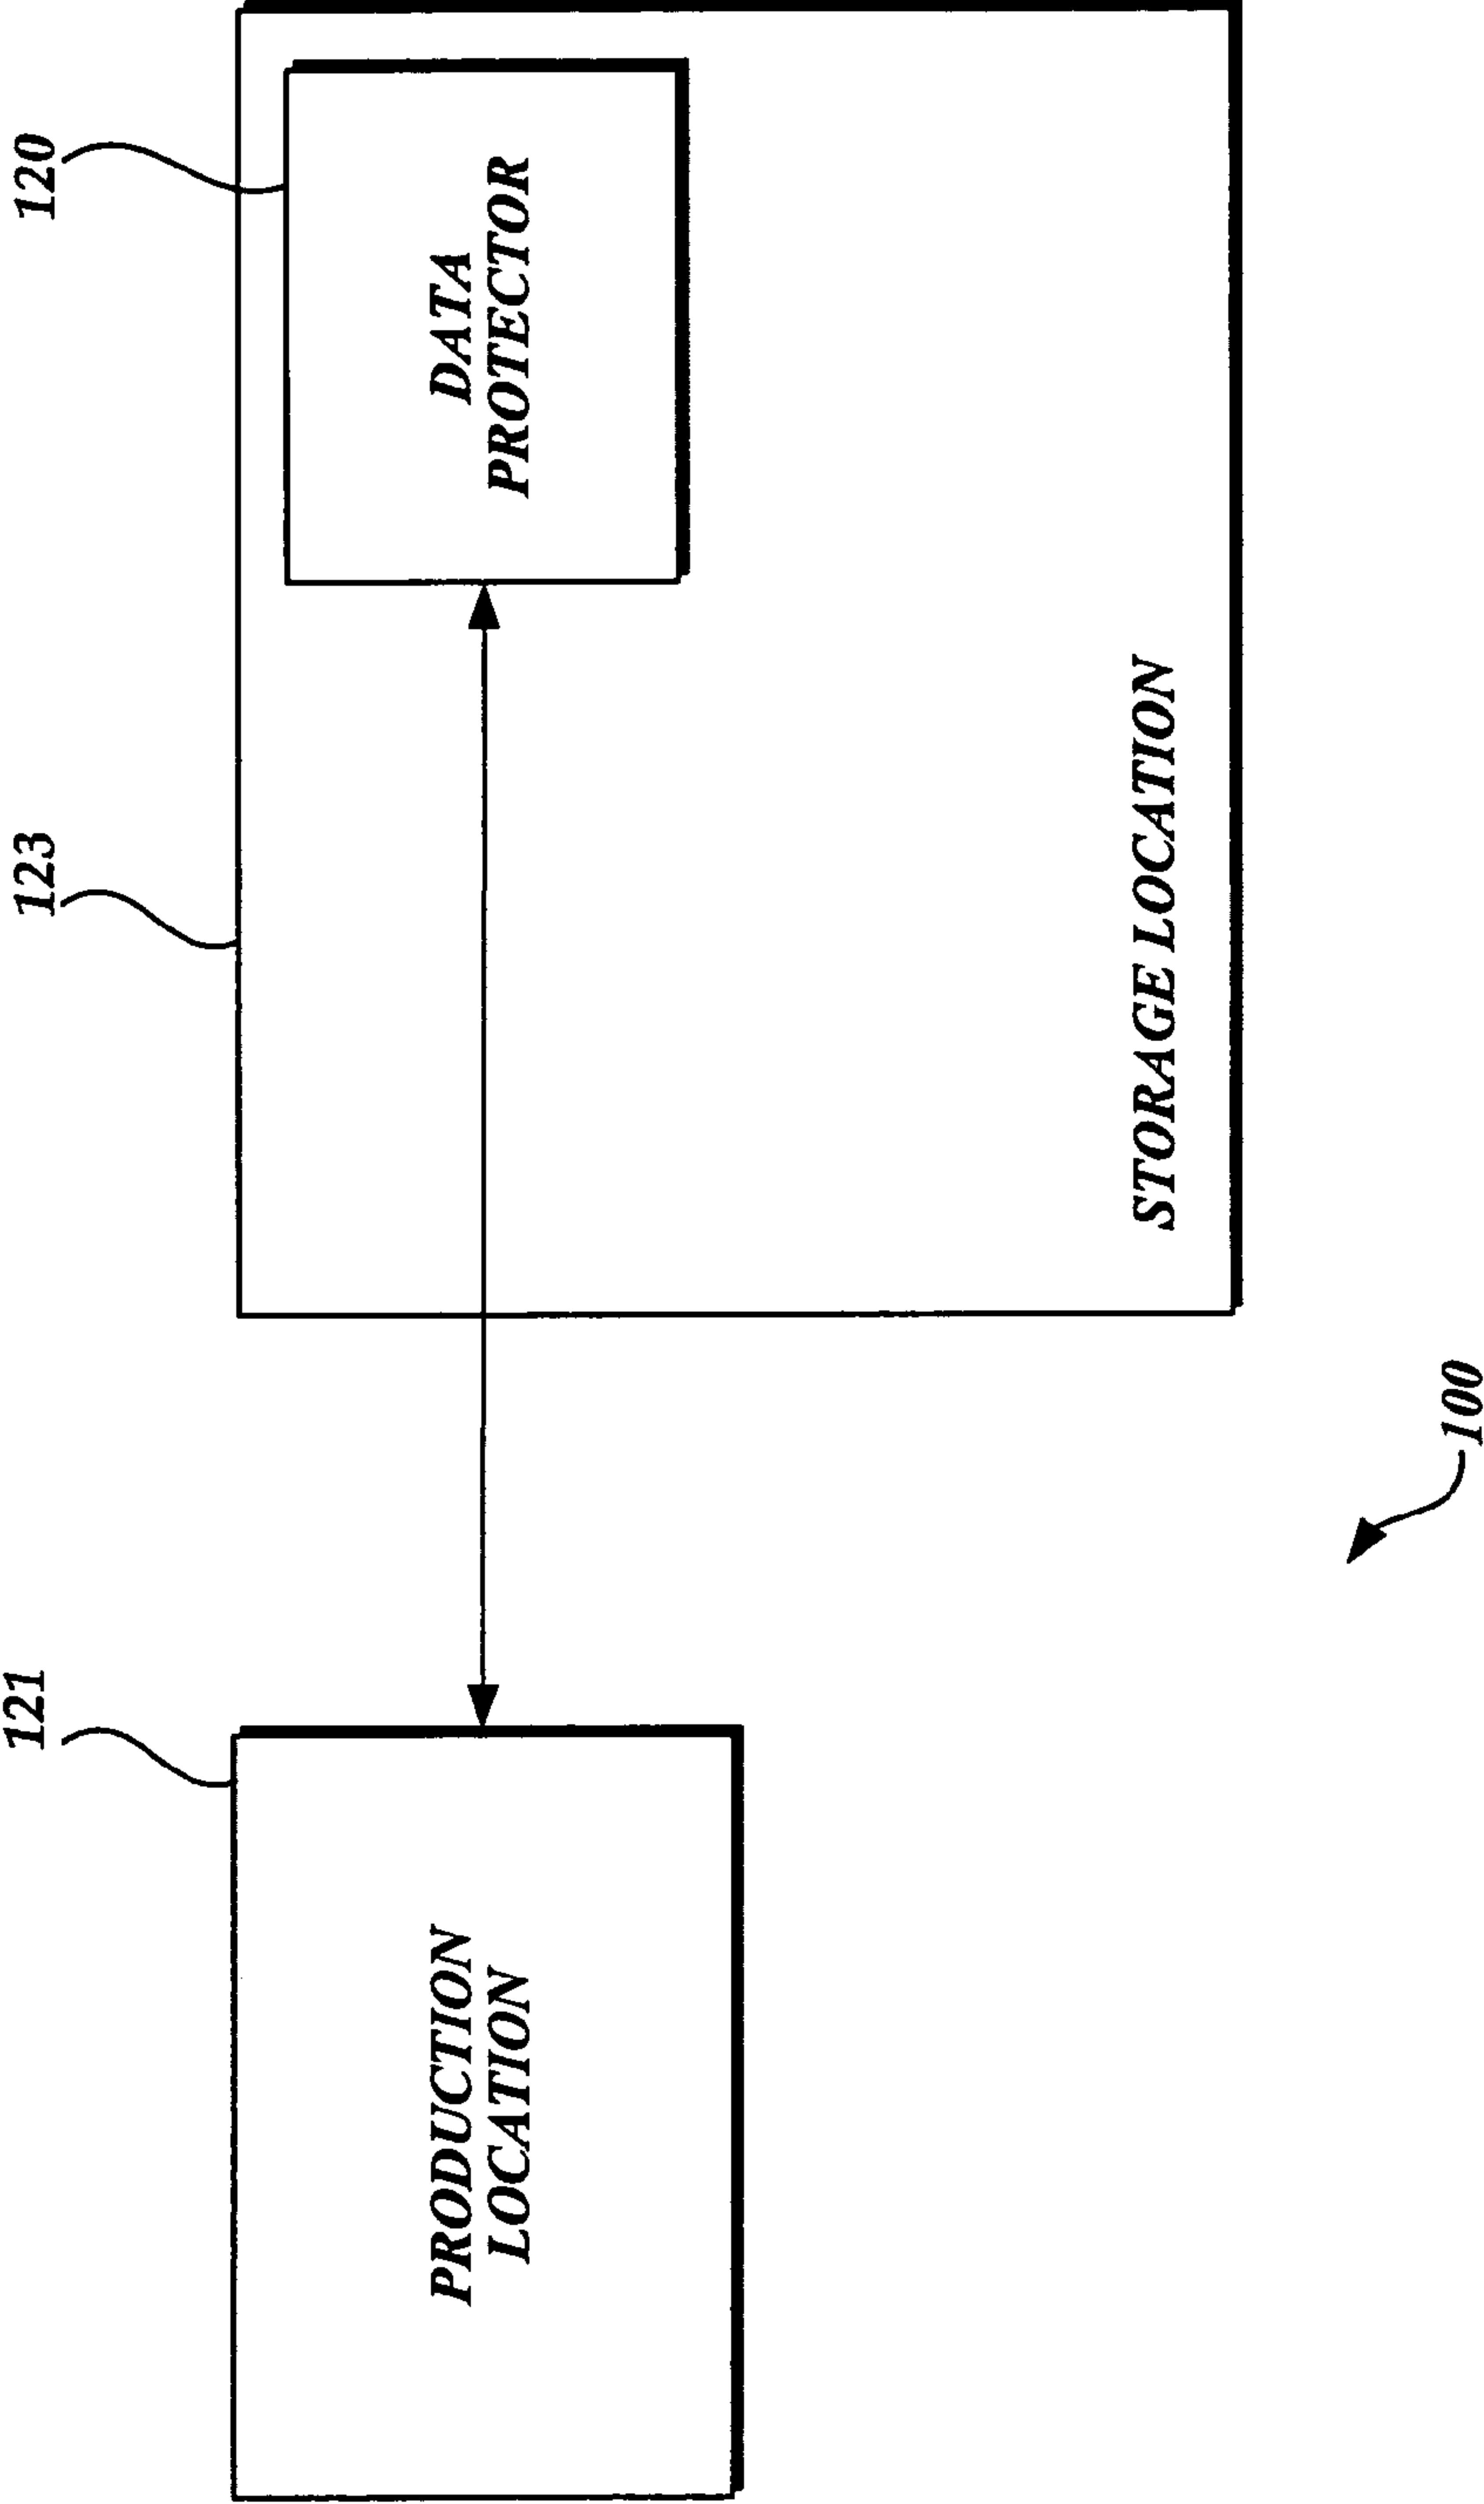 121
123
120
PRODUCTION
LOCATION
DATA
PROTECTOR
STORAGE LOCATION
100